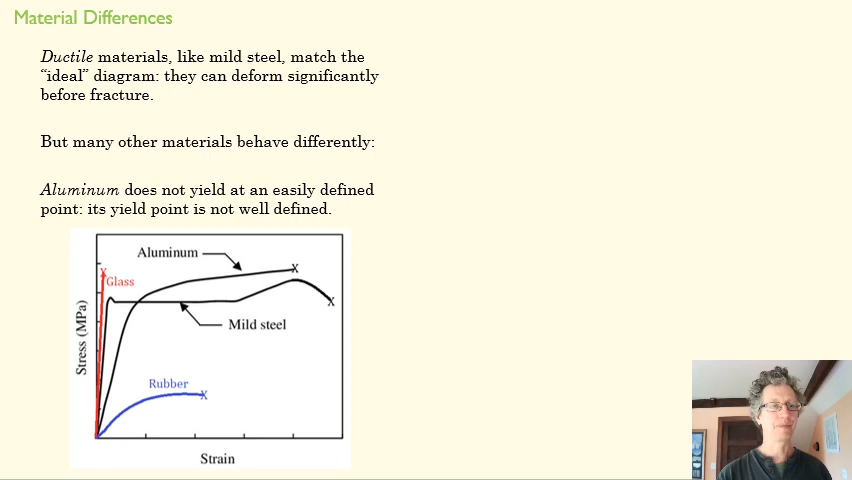 Material Differences
Ductile materials, like mild steel, match the
“ideal” diagram: they can deform significantly
before fracture.
But many other materials behave differently:
Aluminum does not yield at an easily defined
point: its yield point is not well defined.
Aluminum
X
X
Glass
X
Mild steel
Stress (MPa)
Rubber
X
Strain